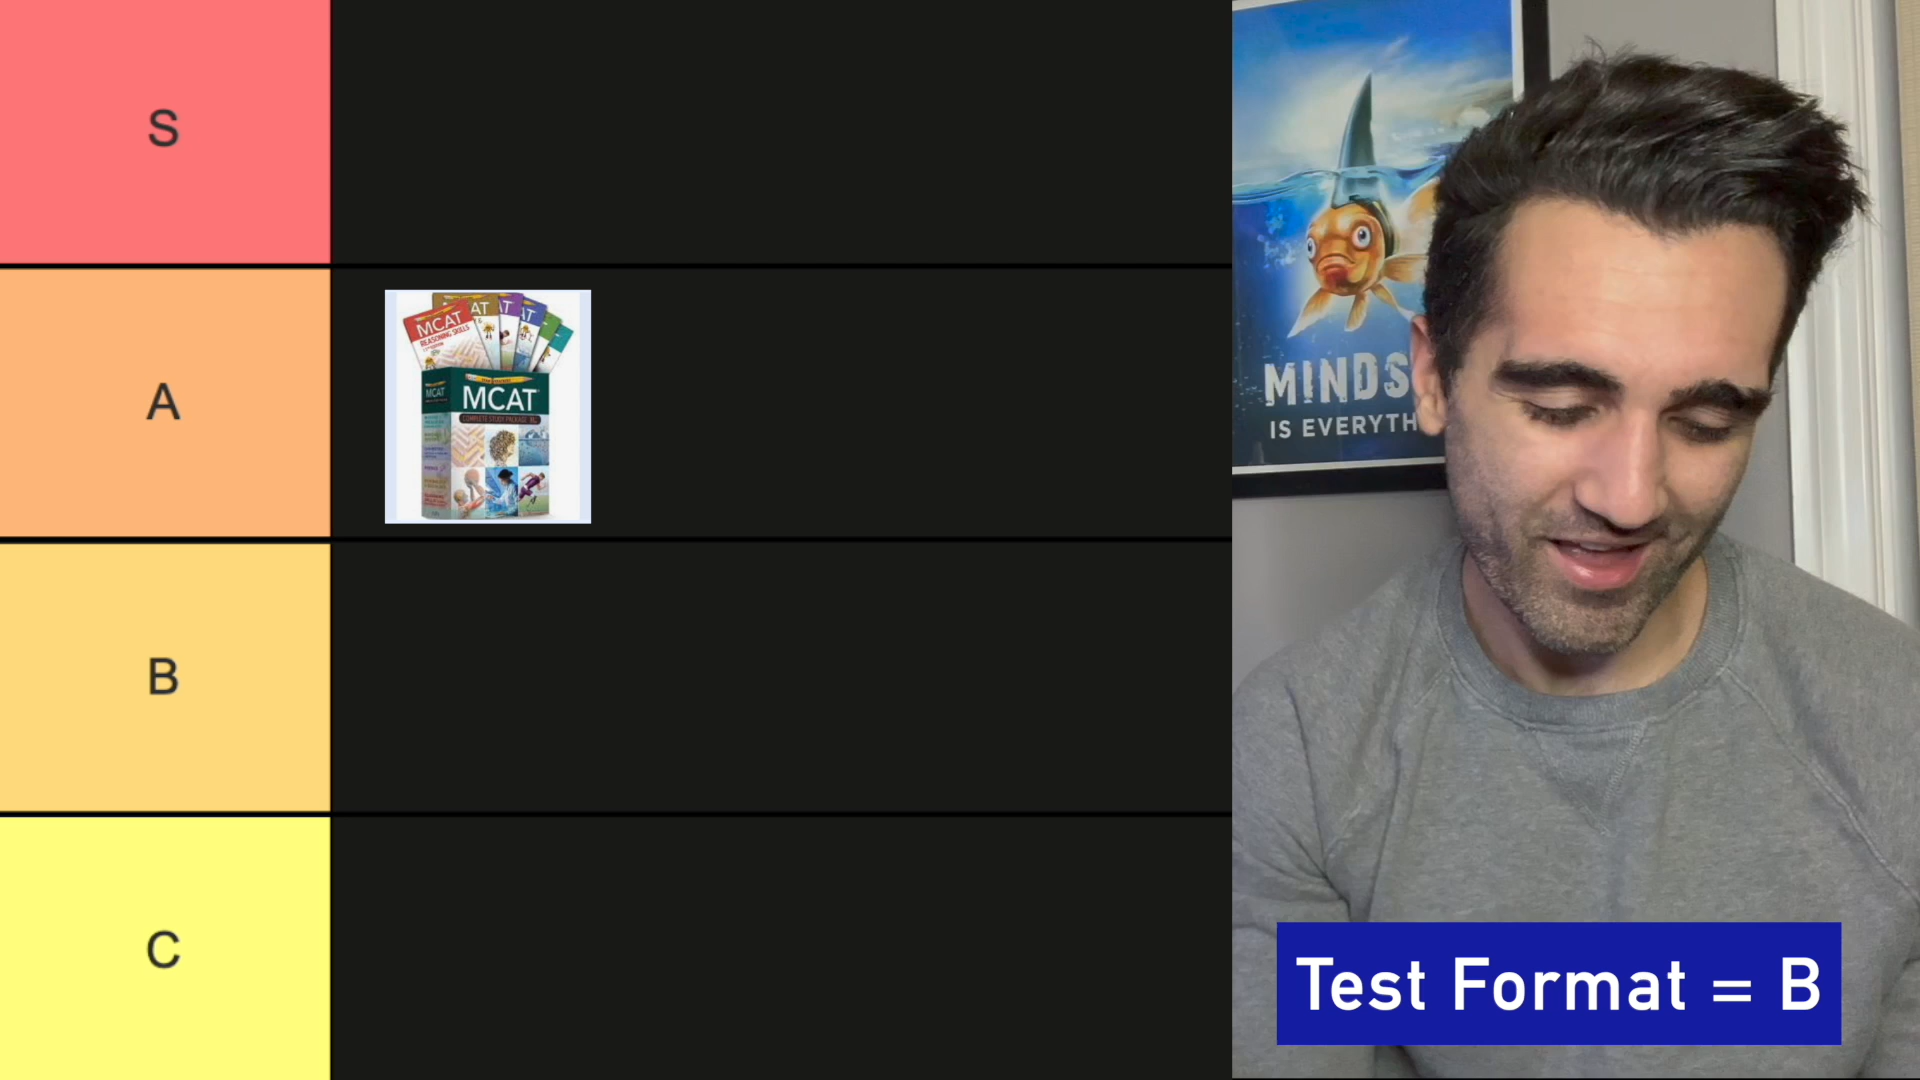 S
A
B
C
MCAT
REASONING SKILLS
MCAT
MCAT
COMPLETE STUDY PACKAGE
MINDS
IS EVERYTH
Test Format = B